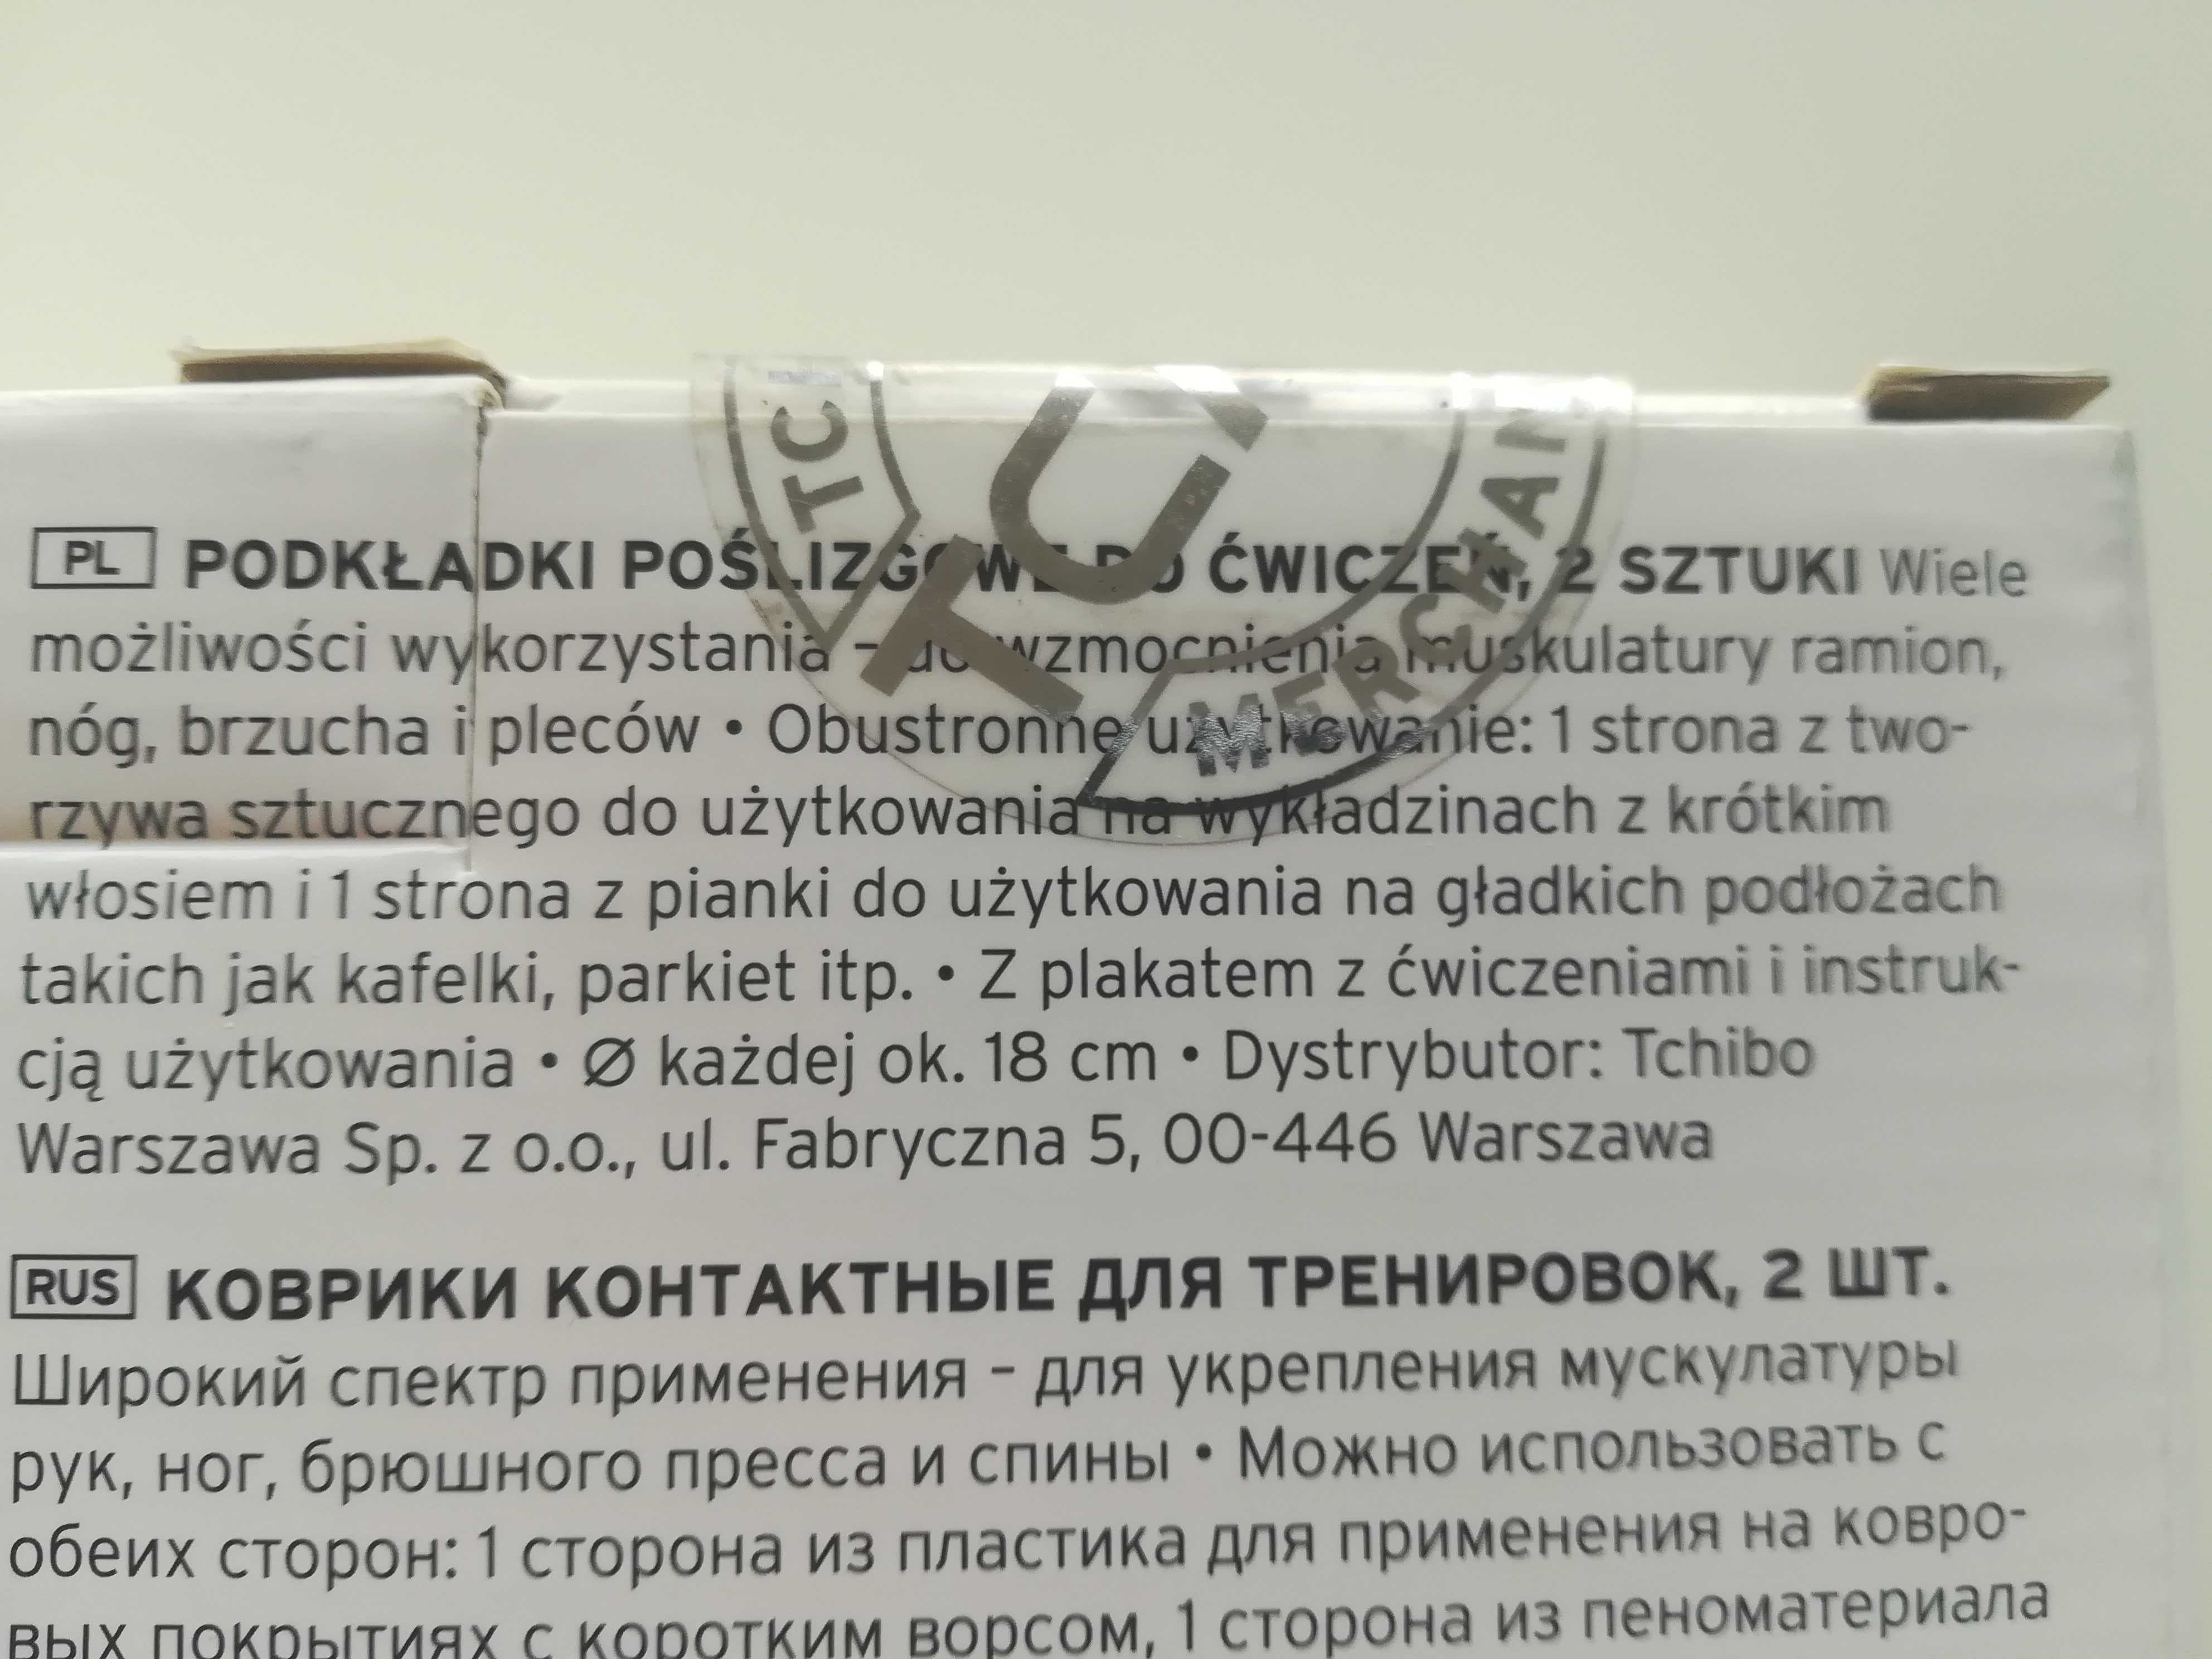 TC
TC
MERCHAN
PL PODKŁADKI POŚLIZGOWE DO ĆWICZEŃ, 2 SZTUKI Wiele
możliwości wykorzystania – do wzmocnienia muskulatury ramion,
nóg, brzucha i pleców • Obustronne użytkowanie: 1 strona z two-
rzywa sztucznego do użytkowania na wykładzinach z krótkim
włosiem i 1 strona z pianki do użytkowania na gładkich podłożach
takich jak kafelki, parkiet itp. • Z plakatem z ćwiczeniami i instruk-
cją użytkowania • Ø każdej ok. 18 cm • Dystrybutor: Tchibo
Warszawa Sp. z o.o., ul. Fabryczna 5, 00-446 Warszawa
RUS КОВРИКИ КОНТАКТНЫЕ ДЛЯ ТРЕНИРОВОК, 2 ШТ.
Широкий спектр применения – для укрепления мускулатуры
рук, ног, брюшного пресса и спины • Можно использовать с
обеих сторон: 1 сторона из пластика для применения на ковро-
вых покрытиях с коротким ворсом, 1 сторона из пеноматериала